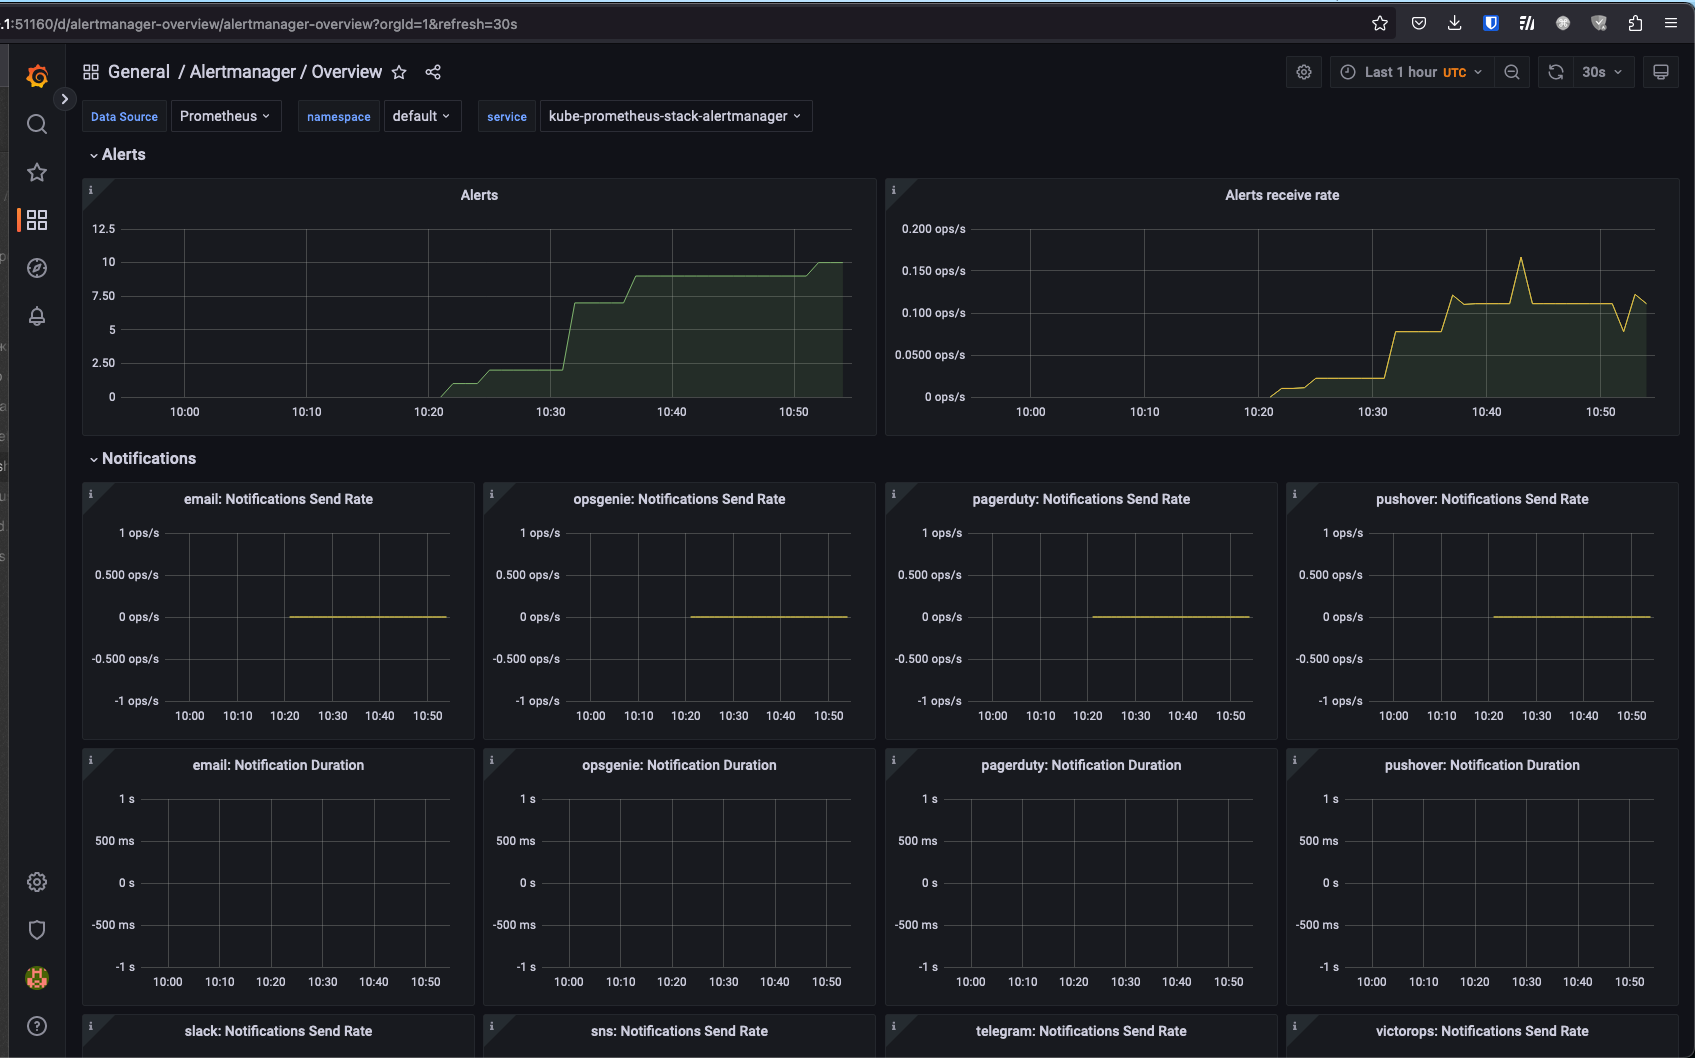 .1:51160/d/alertmanager-overview/alertmanager-overview?orgId=1&refresh=30s
General / Alertmanager / Overview
Last 1 hour UTC
30s
Data Source Prometheus
namespace default
service kube-prometheus-stack-alertmanager
Alerts
Alerts
12.5
10
7.50
5
2.50
0
10:00 10:10 10:20 10:30 10:40 10:50
Alerts receive rate
0.200 ops/s
0.150 ops/s
0.100 ops/s
0.0500 ops/s
0 ops/s
10:00 10:10 10:20 10:30 10:40 10:50
Notifications
email: Notifications Send Rate
1 ops/s
0.500 ops/s
0 ops/s
-0.500 ops/s
-1 ops/s
10:00 10:10 10:20 10:30 10:40 10:50
opsgenie: Notifications Send Rate
1 ops/s
0.500 ops/s
0 ops/s
-0.500 ops/s
-1 ops/s
10:00 10:10 10:20 10:30 10:40 10:50
pagerduty: Notifications Send Rate
1 ops/s
0.500 ops/s
0 ops/s
-0.500 ops/s
-1 ops/s
10:00 10:10 10:20 10:30 10:40 10:50
pushover: Notifications Send Rate
1 ops/s
0.500 ops/s
0 ops/s
-0.500 ops/s
-1 ops/s
10:00 10:10 10:20 10:30 10:40 10:50
email: Notification Duration
1 s
500 ms
0 s
-500 ms
-1 s
10:00 10:10 10:20 10:30 10:40 10:50
opsgenie: Notification Duration
1 s
500 ms
0 s
-500 ms
-1 s
10:00 10:10 10:20 10:30 10:40 10:50
pagerduty: Notification Duration
1 s
500 ms
0 s
-500 ms
-1 s
10:00 10:10 10:20 10:30 10:40 10:50
pushover: Notification Duration
1 s
500 ms
0 s
-500 ms
-1 s
10:00 10:10 10:20 10:30 10:40 10:50
slack: Notifications Send Rate
sns: Notifications Send Rate
telegram: Notifications Send Rate
victorops: Notifications Send Rate